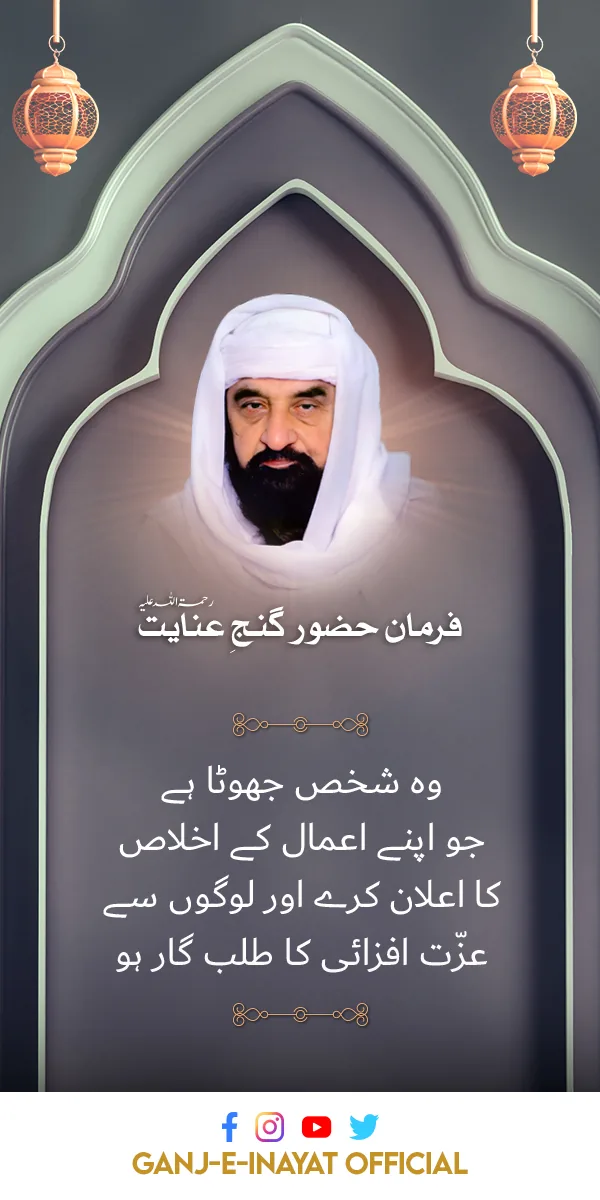 رحمۃ اللہ علیہ
فرمان حضور گنجِ عنایت
وہ شخص جھوٹا ہے
جو اپنے اعمال کے اخلاص
کا اعلان کرے اور لوگوں سے
عزّت افزائی کا طلب گار ہو
GANJ-E-INAYAT OFFICIAL